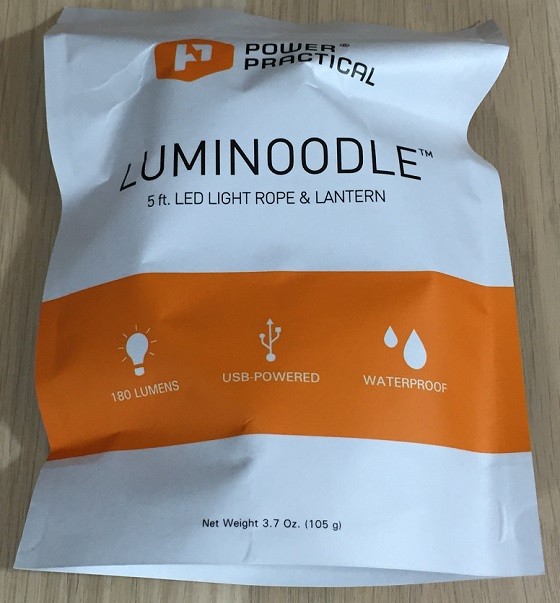 POWER®
PRACTICAL
LUMINOODLE™
5 ft. LED LIGHT ROPE & LANTERN
180 LUMENS
USB-POWERED
WATERPROOF
Net Weight 3.7 Oz. (105 g)